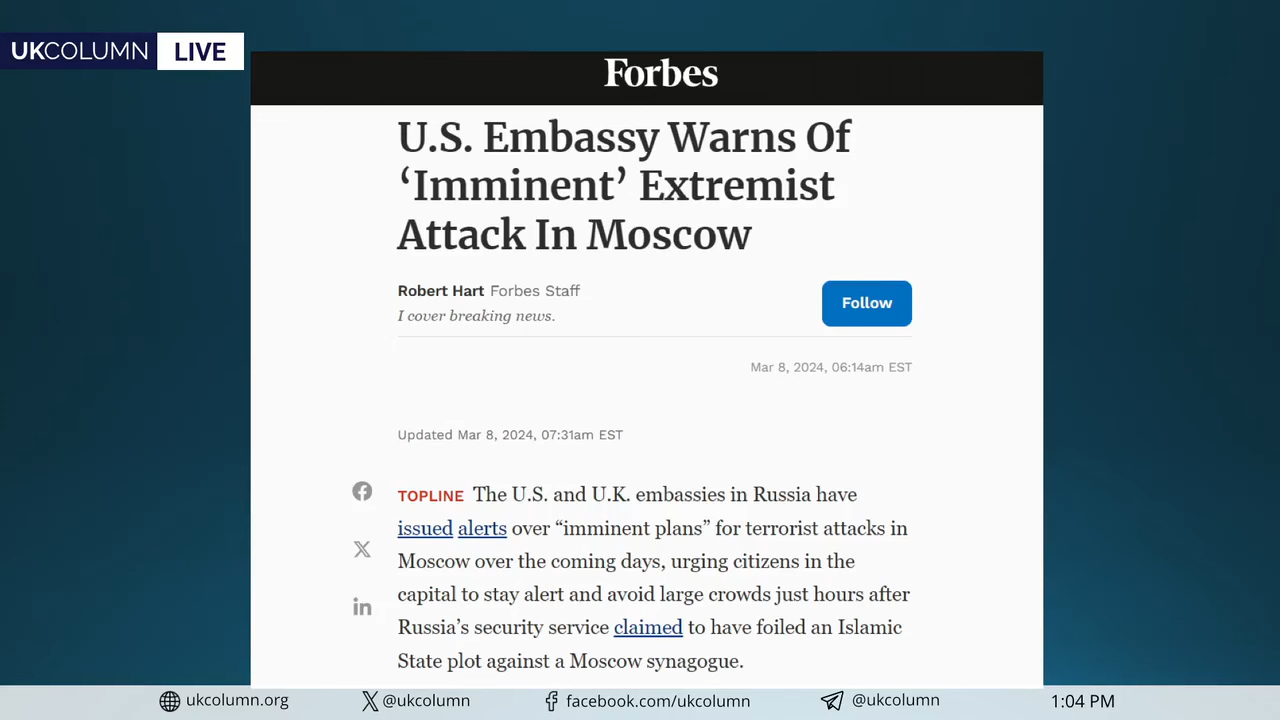 UKCOLUMN LIVE
Forbes
U.S. Embassy Warns Of
‘Imminent’ Extremist
Attack In Moscow
Robert Hart Forbes Staff
I cover breaking news.
Follow
Mar 8, 2024, 06:14am EST
Updated Mar 8, 2024, 07:31am EST
TOPLINE The U.S. and U.K. embassies in Russia have
issued alerts over “imminent plans” for terrorist attacks in
Moscow over the coming days, urging citizens in the
capital to stay alert and avoid large crowds just hours after
Russia’s security service claimed to have foiled an Islamic
State plot against a Moscow synagogue.
ukcolumn.org @ukcolumn facebook.com/ukcolumn @ukcolumn 1:04 PM